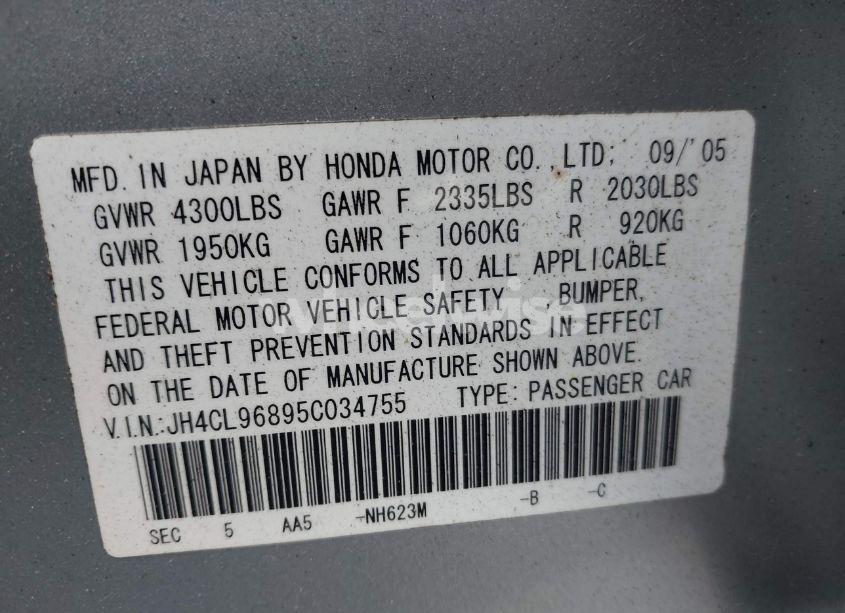 MFD. IN JAPAN BY HONDA MOTOR CO.,LTD; 09/'05
GVWR 4300LBS GAWR F 2335LBS R 2030LBS
GVWR 1950KG GAWR F 1060KG R 920KG
THIS VEHICLE CONFORMS TO ALL APPLICABLE
FEDERAL MOTOR VEHICLE SAFETY ,BUMPER,
AND THEFT PREVENTION STANDARDS IN EFFECT
ON THE DATE OF MANUFACTURE SHOWN ABOVE.
V.I.N.:JH4CL96895C034755 TYPE:PASSENGER CAR
SEC 5 AA5 -NH623M -B -C